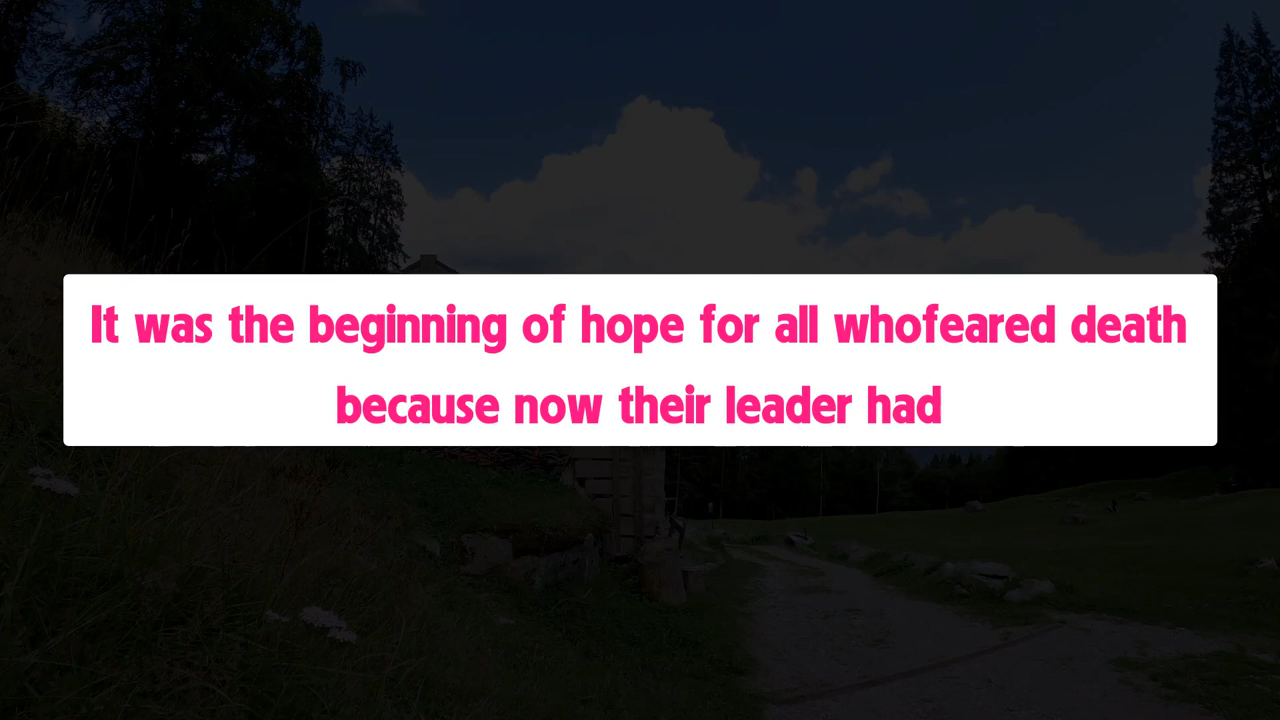 It was the beginning of hope for all whofeared death
because now their leader had